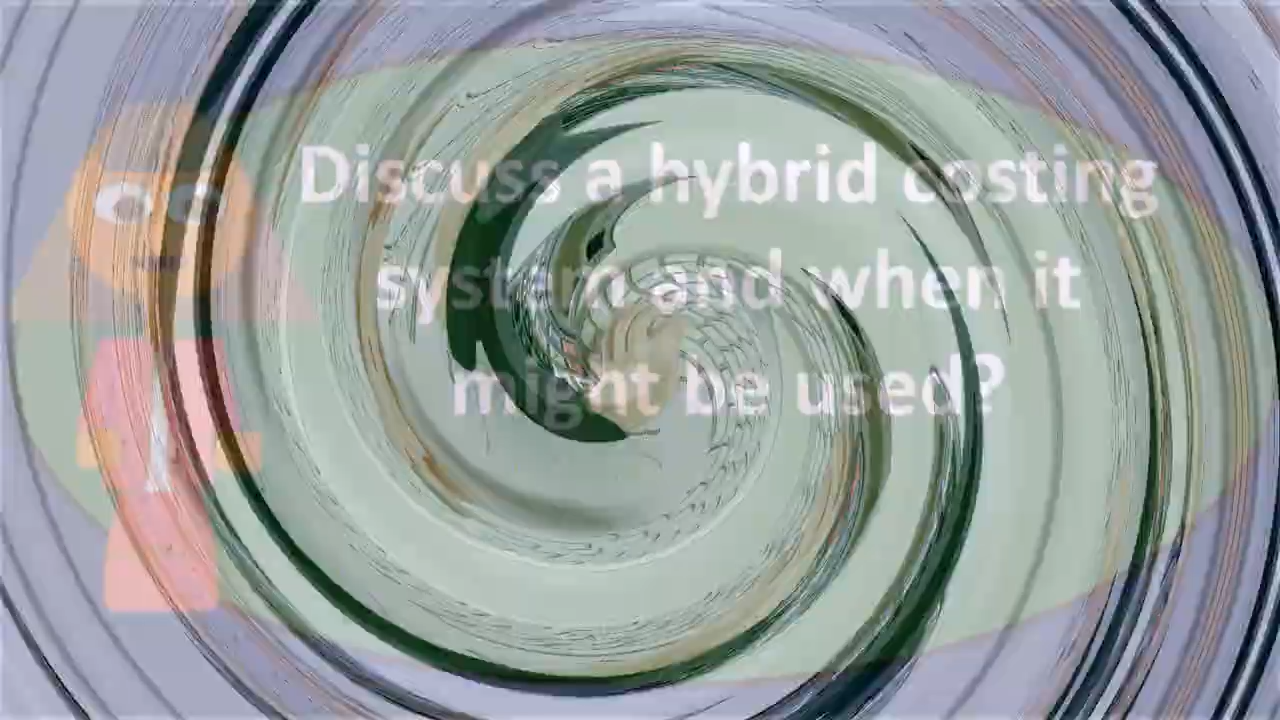 Discuss a hybrid costing
system and when it
might be used?